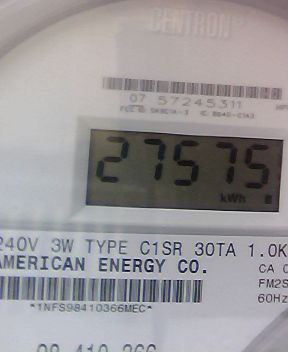 CENTRON®
07 57245311
27575
kWh
240V 3W TYPE C1SR 30TA 1.0K
AMERICAN ENERGY CO.
CA 0
FM2S
60Hz
*1NFS98410366MEC*